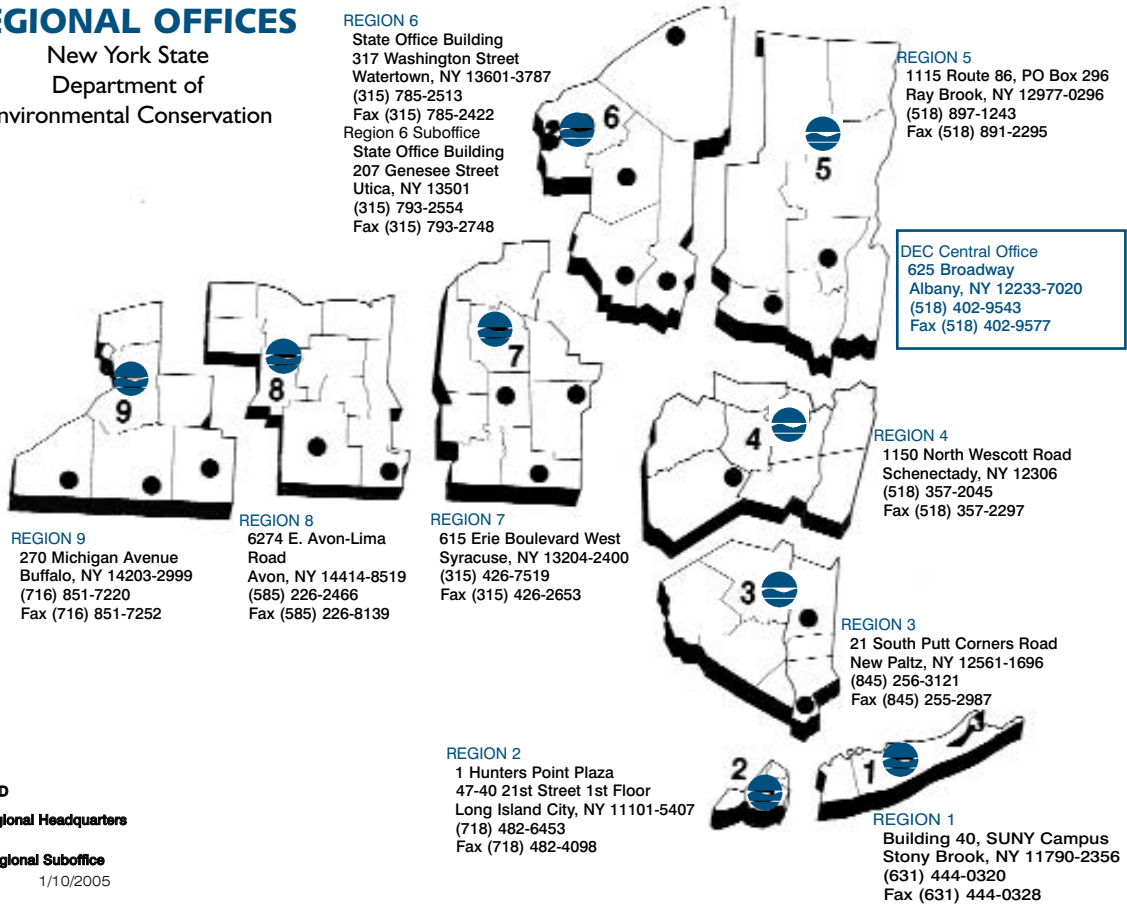 EGIONAL OFFICES
New York State
Department of
nvironmental Conservation
REGION 6
State Office Building
317 Washington Street
Watertown, NY 13601-3787
(315) 785-2513
Fax (315) 785-2422
Region 6 Suboffice
State Office Building
207 Genesee Street
Utica, NY 13501
(315) 793-2554
Fax (315) 793-2748
6
REGION 5
1115 Route 86, PO Box 296
Ray Brook, NY 12977-0296
(518) 897-1243
Fax (518) 891-2295
5
DEC Central Office
625 Broadway
Albany, NY 12233-7020
(518) 402-9543
Fax (518) 402-9577
9
8
7
4
REGION 4
1150 North Wescott Road
Schenectady, NY 12306
(518) 357-2045
Fax (518) 357-2297
REGION 9
270 Michigan Avenue
Buffalo, NY 14203-2999
(716) 851-7220
Fax (716) 851-7252
REGION 8
6274 E. Avon-Lima
Road
Avon, NY 14414-8519
(585) 226-2466
Fax (585) 226-8139
REGION 7
615 Erie Boulevard West
Syracuse, NY 13204-2400
(315) 426-7519
Fax (315) 426-2653
3
REGION 3
21 South Putt Corners Road
New Paltz, NY 12561-1696
(845) 256-3121
Fax (845) 255-2987
REGION 2
1 Hunters Point Plaza
47-40 21st Street 1st Floor
Long Island City, NY 11101-5407
(718) 482-6453
Fax (718) 482-4098
2
1
REGION 1
Building 40, SUNY Campus
Stony Brook, NY 11790-2356
(631) 444-0320
Fax (631) 444-0328
D
gional Headquarters
gional Suboffice
1/10/2005